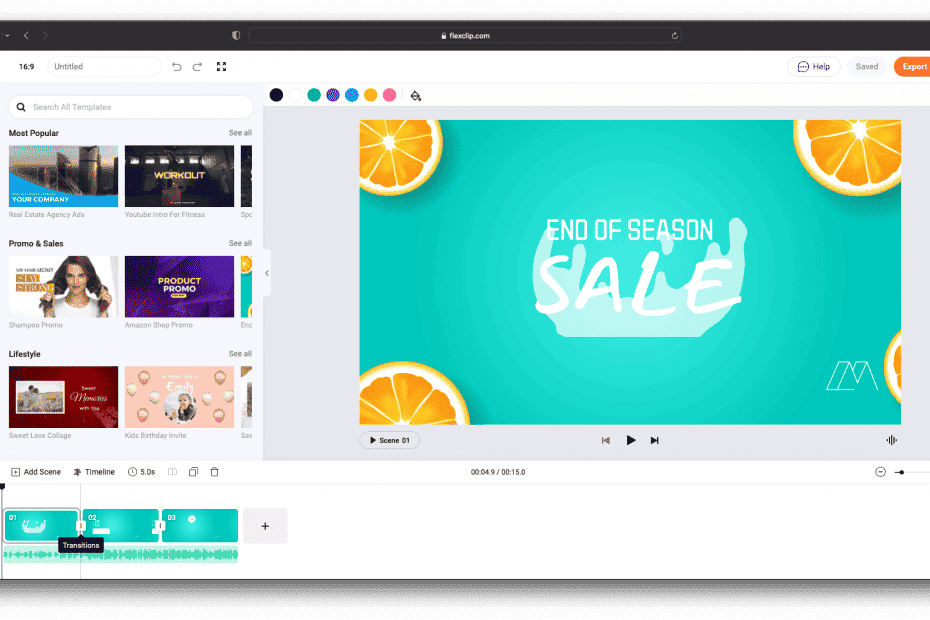 flexclip.com
16:9
Untitled
Help
Saved
Export
Search All Templates
Most Popular
See all
YOUR COMPANY
WORKOUT
Real Estate Agency Ads
Youtube Intro For Fitness
Spo
Promo & Sales
See all
MY HAIR SECRET
STAY
STRONG
PRODUCT
PROMO
Shampoo Promo
Amazon Shop Promo
End
Lifestyle
See all
Sweet
Memories
with You
Emily
Sweet Love Collage
Kids Birthday Invite
Sav
END OF SEASON
SALE
Scene 01
Add Scene
Timeline
5.0s
00:04.9 / 00:15.0
01
02
03
Transitions